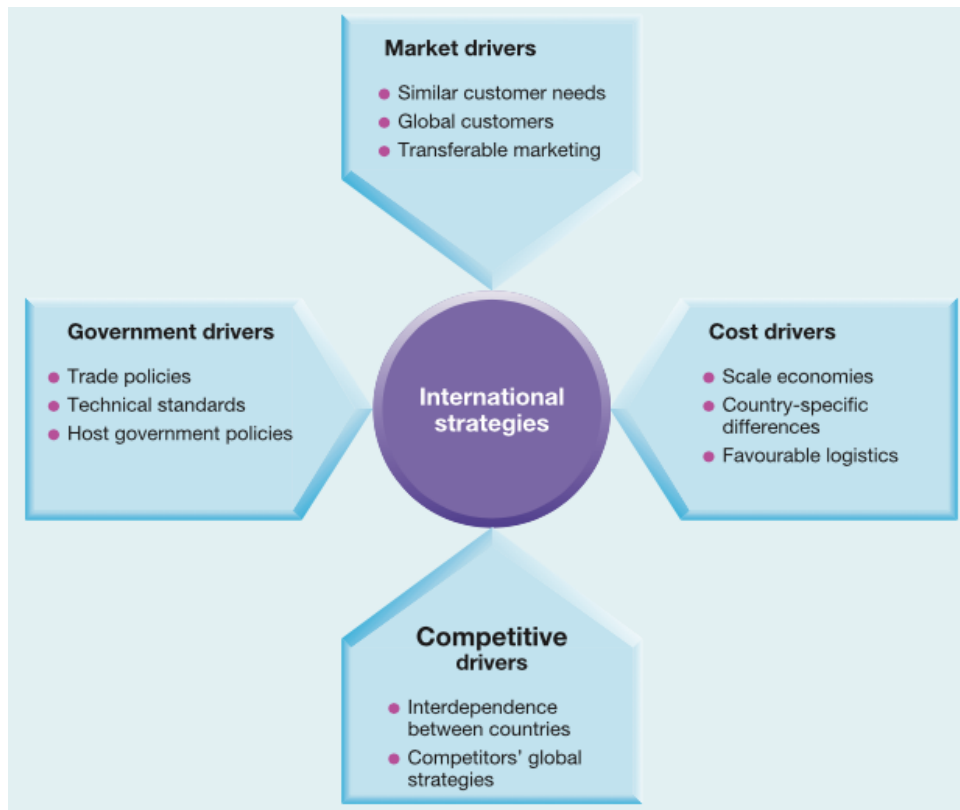 Market drivers
Similar customer needs
Global customers
Transferable marketing
Government drivers
Trade policies
Technical standards
Host government policies
International
strategies
Cost drivers
Scale economies
Country-specific
differences
Favourable logistics
Competitive
drivers
Interdependence
between countries
Competitors’ global
strategies